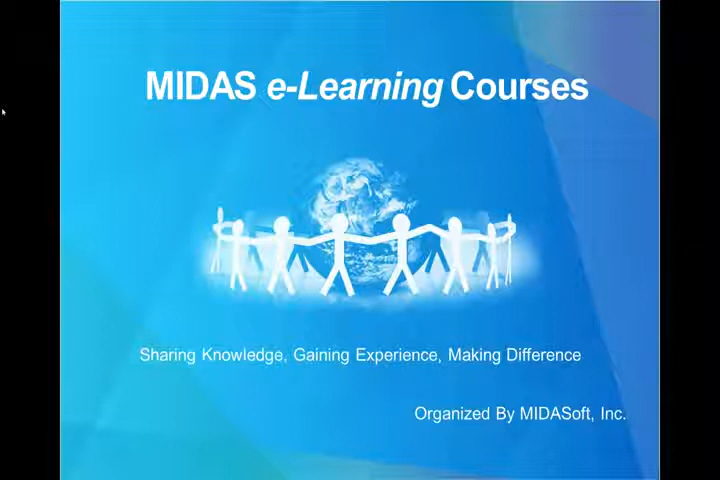 MIDAS e-Learning Courses
Sharing Knowledge, Gaining Experience, Making Difference
Organized By MIDASoft, Inc.